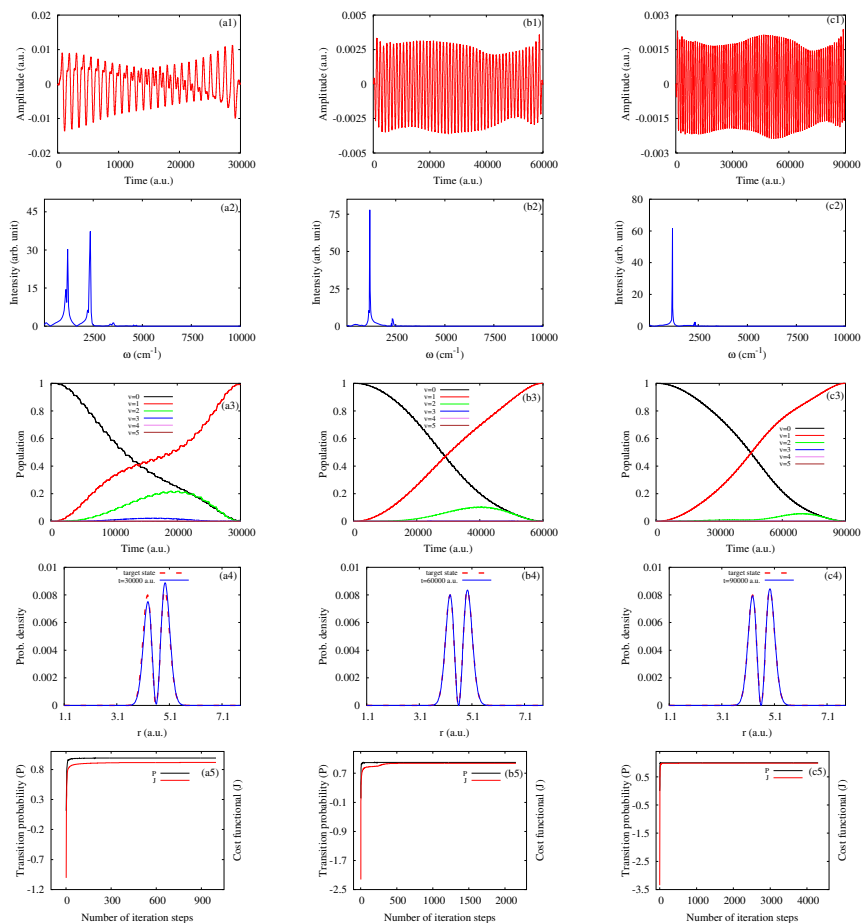 (a1)
Amplitude (a.u.)
0.02
0.01
0
-0.01
-0.02
0 10000 20000 30000
Time (a.u.)
(b1)
Amplitude (a.u.)
0.005
0.0025
0
-0.0025
-0.005
0 20000 40000 60000
Time (a.u.)
(c1)
Amplitude (a.u.)
0.003
0.0015
0
-0.0015
-0.003
0 30000 60000 90000
Time (a.u.)
(a2)
Intensity (arb. unit)
45
30
15
0
2500 5000 7500 10000
ω (cm-1)
(b2)
Intensity (arb. unit)
75
50
25
0
2500 5000 7500 10000
ω (cm-1)
(c2)
Intensity (arb. unit)
80
60
40
20
0
2500 5000 7500 10000
ω (cm-1)
(a3)
Population
1
0.8
0.6
0.4
0.2
0
v=0
v=1
v=2
v=3
v=4
v=5
0 10000 20000 30000
Time (a.u.)
(b3)
Population
1
0.8
0.6
0.4
0.2
0
v=0
v=1
v=2
v=3
v=4
v=5
0 20000 40000 60000
Time (a.u.)
(c3)
Population
1
0.8
0.6
0.4
0.2
0
v=0
v=1
v=2
v=3
v=4
v=5
0 30000 60000 90000
Time (a.u.)
(a4)
target state
t=30000 a.u.
Prob. density
0.01
0.008
0.006
0.004
0.002
0
1.1 3.1 5.1 7.1
r (a.u.)
(b4)
target state
t=60000 a.u.
Prob. density
0.01
0.008
0.006
0.004
0.002
0
1.1 3.1 5.1 7.1
r (a.u.)
(c4)
target state
t=90000 a.u.
Prob. density
0.01
0.008
0.006
0.004
0.002
0
1.1 3.1 5.1 7.1
r (a.u.)
(a5)
P
J
Transition probability (P)
Cost functional (J)
0.8
0.3
-0.2
-0.7
-1.2
0 300 600 900
Number of iteration steps
(b5)
P
J
Transition probability (P)
Cost functional (J)
0.7
-0.1
-0.9
-1.7
-2.5
0 500 1000 1500 2000
Number of iteration steps
(c5)
P
J
Transition probability (P)
Cost functional (J)
0.5
-0.5
-1.5
-2.5
-3.5
0 1000 2000 3000 4000
Number of iteration steps